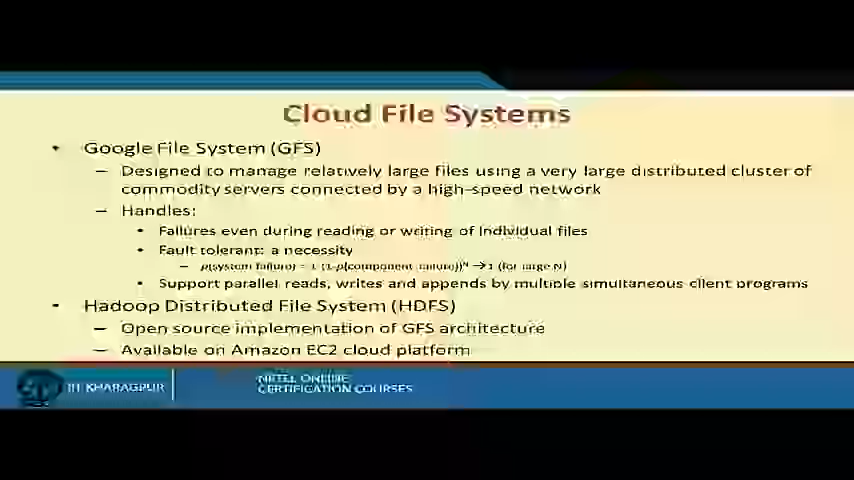 Cloud File Systems
• Google File System (GFS)
– Designed to manage relatively large files using a very large distributed cluster of
commodity servers connected by a high-speed network
– Handles:
• Failures even during reading or writing of individual files
• Fault tolerant: a necessity
– p(system failure) = 1-(1-p(component failure))^N → 1 (for large N)
• Support parallel reads, writes and appends by multiple simultaneous client programs
• Hadoop Distributed File System (HDFS)
– Open source implementation of GFS architecture
– Available on Amazon EC2 cloud platform
IIT KHARAGPUR
NPTEL ONLINE
CERTIFICATION COURSES